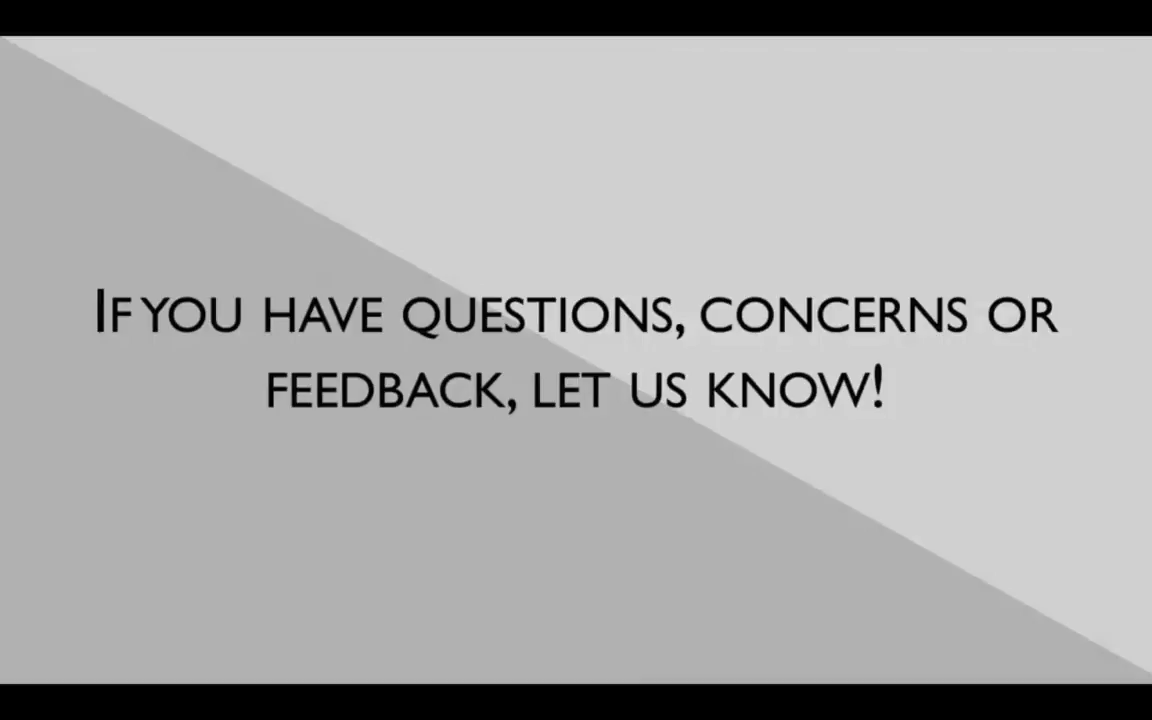 If you have questions, concerns or
feedback, let us know!